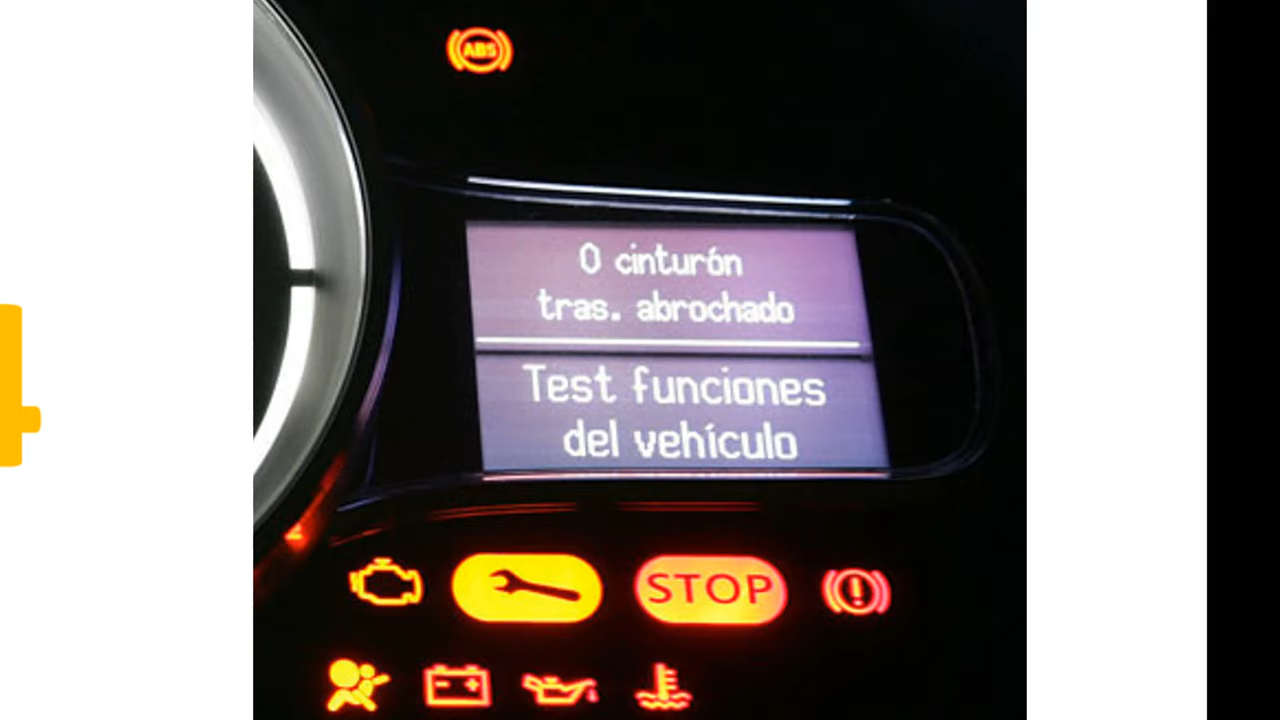 ABS
0 cinturón
tras. abrochado
Test funciones
del vehículo
STOP